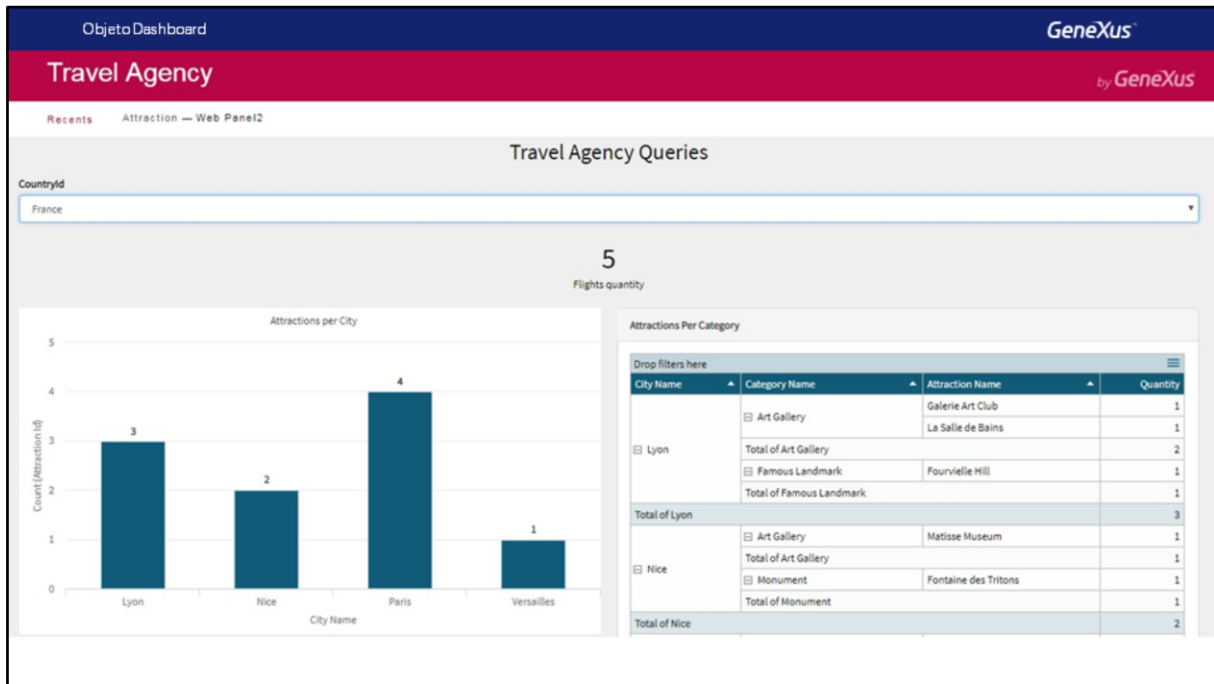 Objeto Dashboard
GeneXus™
Travel Agency
by GeneXus
Recents Attraction — Web Panel2
Travel Agency Queries
CountryId
France
5
Flights quantity
Attractions per City
5
4
3
2
1
0
Count (Attraction Id)
3
2
4
1
Lyon Nice Paris Versailles
City Name
Attractions Per Category
Drop filters here
City Name Category Name Attraction Name Quantity
Lyon Art Gallery Galerie Art Club 1
La Salle de Bains 1
Total of Art Gallery 2
Famous Landmark Fourvielle Hill 1
Total of Famous Landmark 1
Total of Lyon 3
Nice Art Gallery Matisse Museum 1
Total of Art Gallery 1
Monument Fontaine des Tritons 1
Total of Monument 1
Total of Nice 2